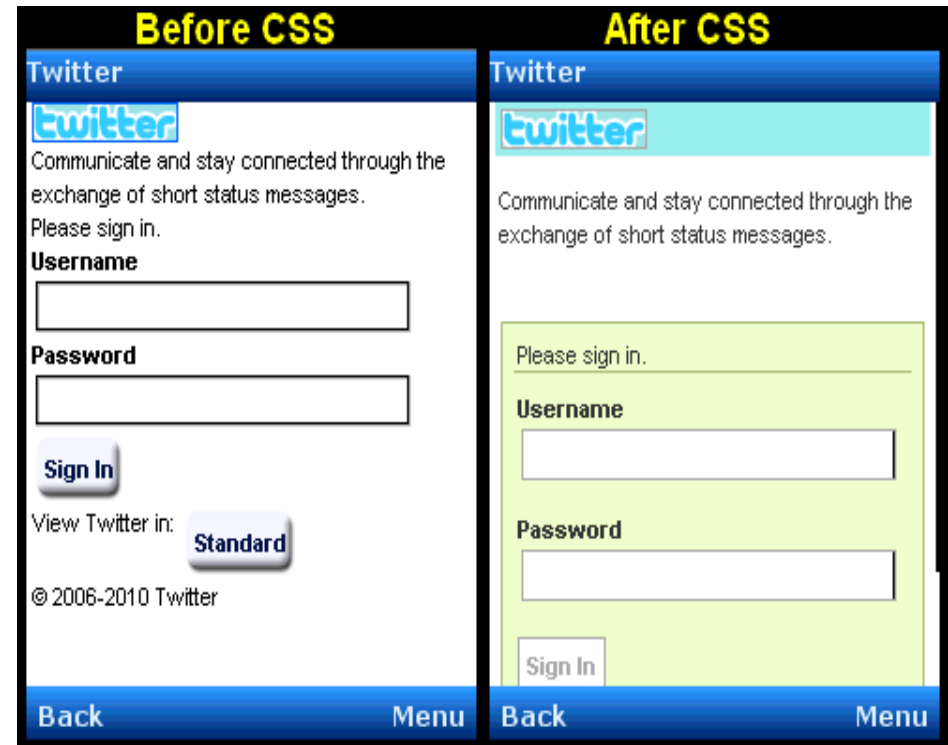 Before CSS
Twitter
twitter
Communicate and stay connected through the
exchange of short status messages.
Please sign in.
Username
Password
Sign In
View Twitter in:
Standard
© 2006-2010 Twitter
Back
Menu
After CSS
Twitter
twitter
Communicate and stay connected through the
exchange of short status messages.
Please sign in.
Username
Password
Sign In
Back
Menu